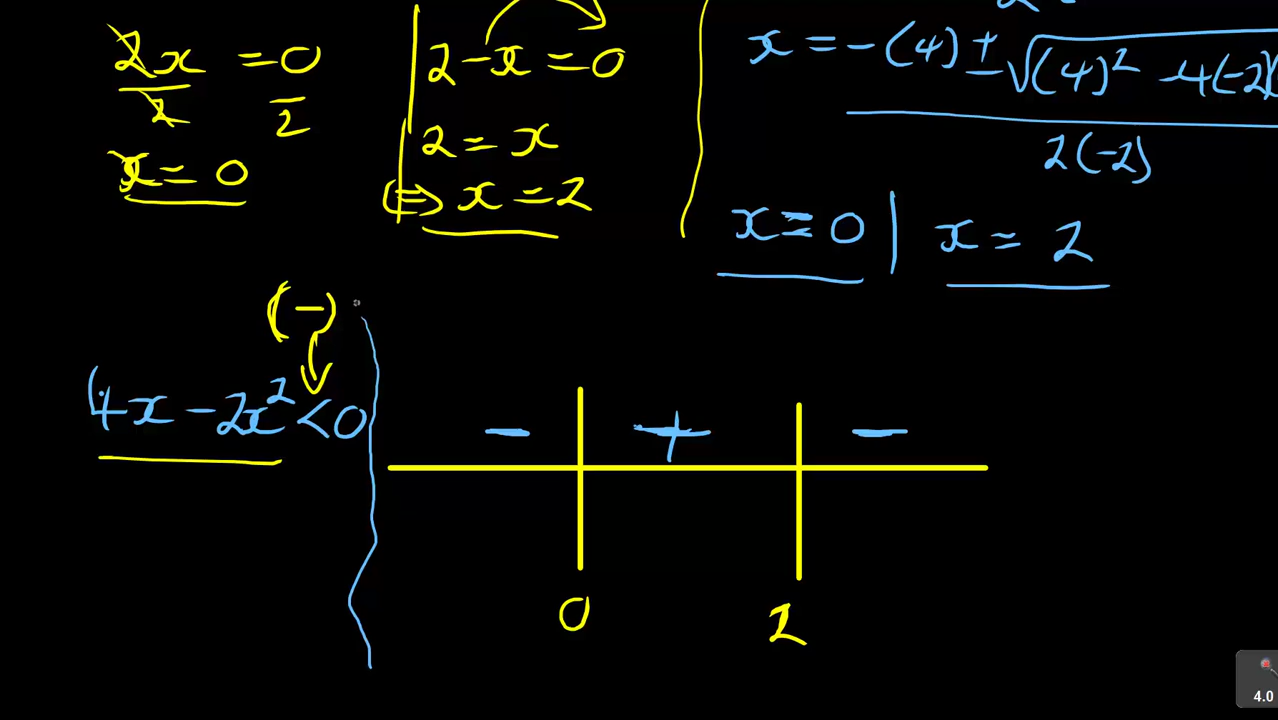 2x = 0
2 2
x = 0
2 - x = 0
2 = x
(=) x = 2
x = -(4) ± √(4)² - 4(-2)(
2(-2)
x = 0 | x = 2
(-)
4x - 2x² < 0
- + -
0 2
4.0